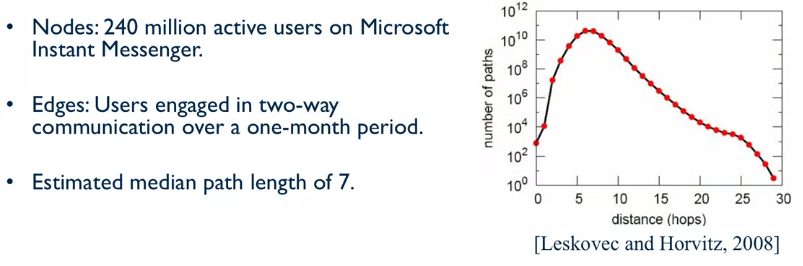 • Nodes: 240 million active users on Microsoft
Instant Messenger.
• Edges: Users engaged in two-way
communication over a one-month period.
• Estimated median path length of 7.
10^12
10^10
10^8
10^6
10^4
10^2
10^0
number of paths
0 5 10 15 20 25 30
distance (hops)
[Leskovec and Horvitz, 2008]